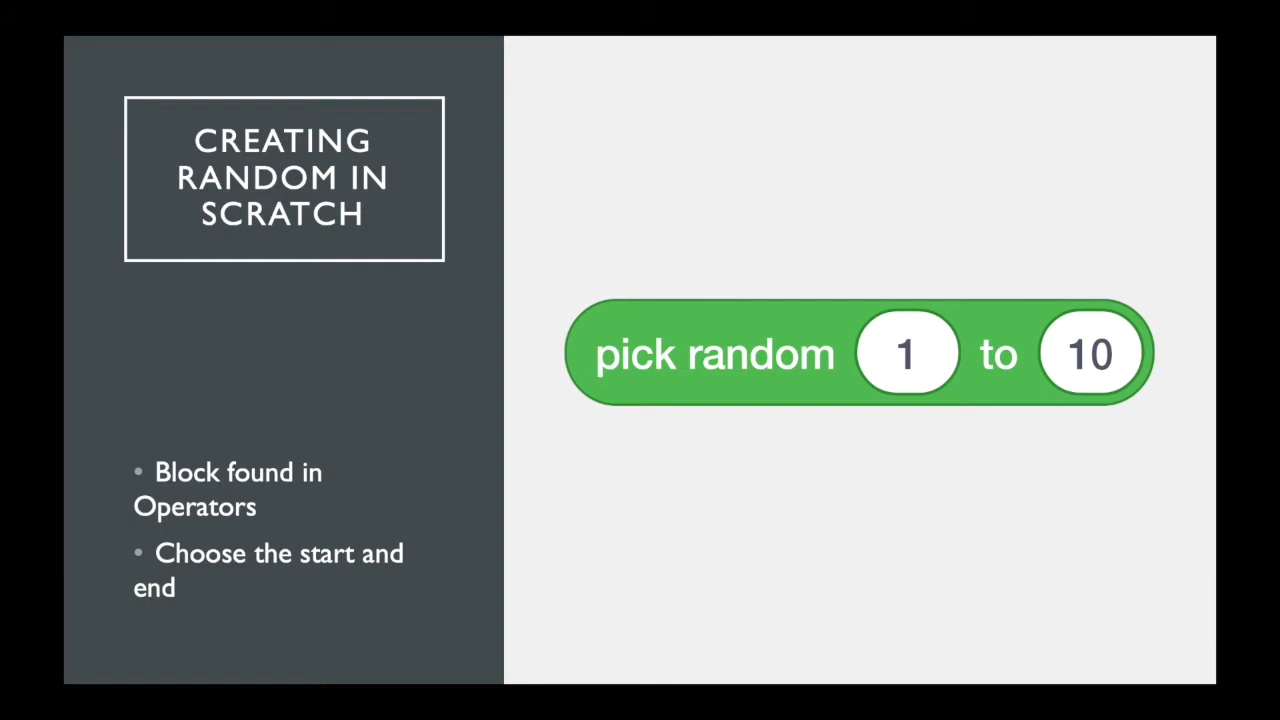 CREATING
RANDOM IN
SCRATCH
• Block found in
Operators
• Choose the start and
end
pick random 1 to 10